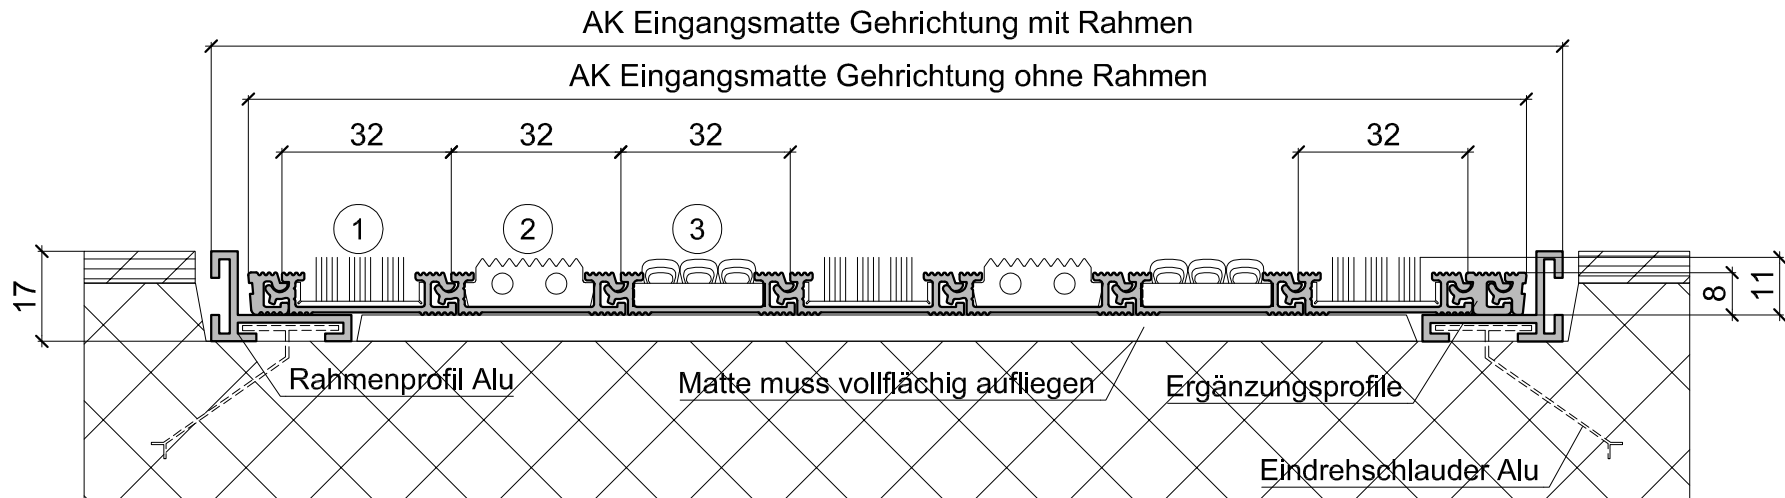 AK Eingangsmatte Gehrichtung mit Rahmen
AK Eingangsmatte Gehrichtung ohne Rahmen
32 32 32 32
1 2 3
17
8
11
Rahmenprofil Alu
Matte muss vollflächig aufliegen
Ergänzungsprofile
Eindrehschlauder Alu